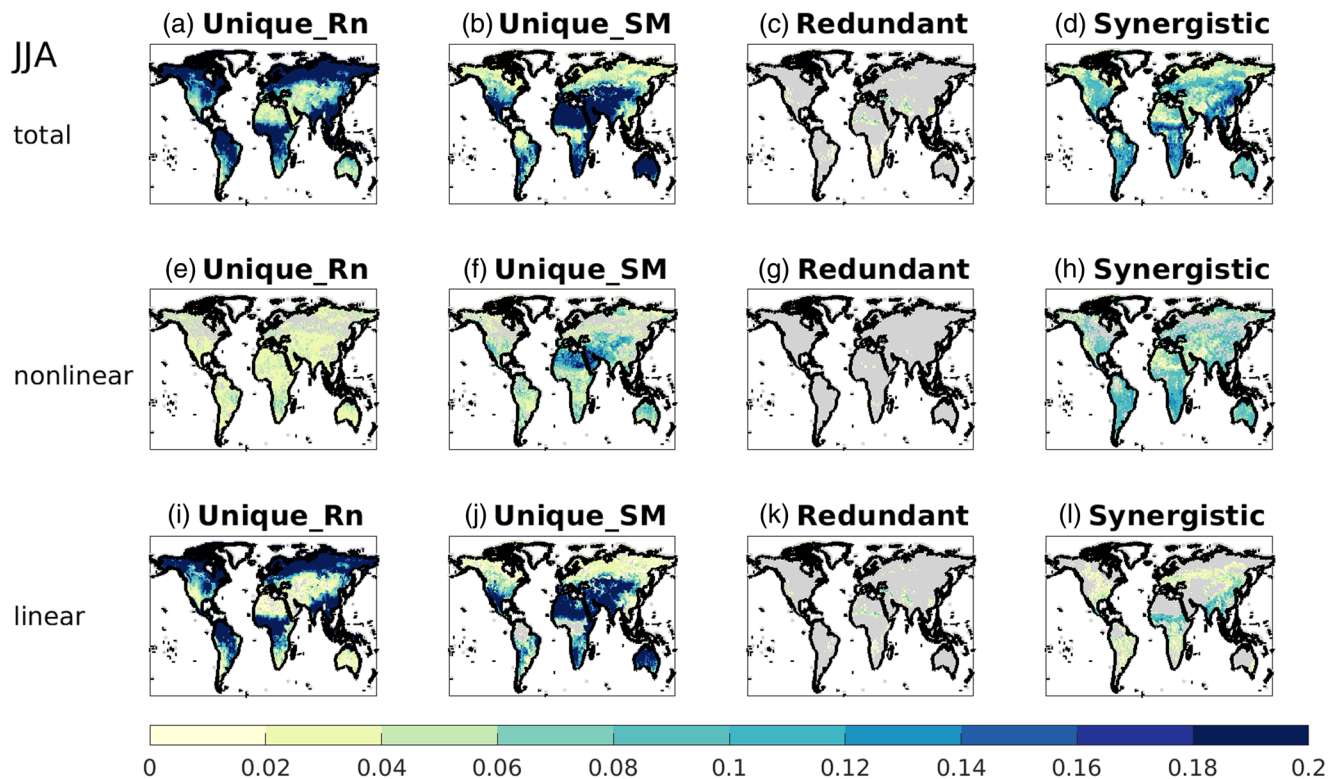 JJA
(a) Unique_Rn
(b) Unique_SM
(c) Redundant
(d) Synergistic
total
(e) Unique_Rn
(f) Unique_SM
(g) Redundant
(h) Synergistic
nonlinear
(i) Unique_Rn
(j) Unique_SM
(k) Redundant
(l) Synergistic
linear
0 0.02 0.04 0.06 0.08 0.1 0.12 0.14 0.16 0.18 0.2